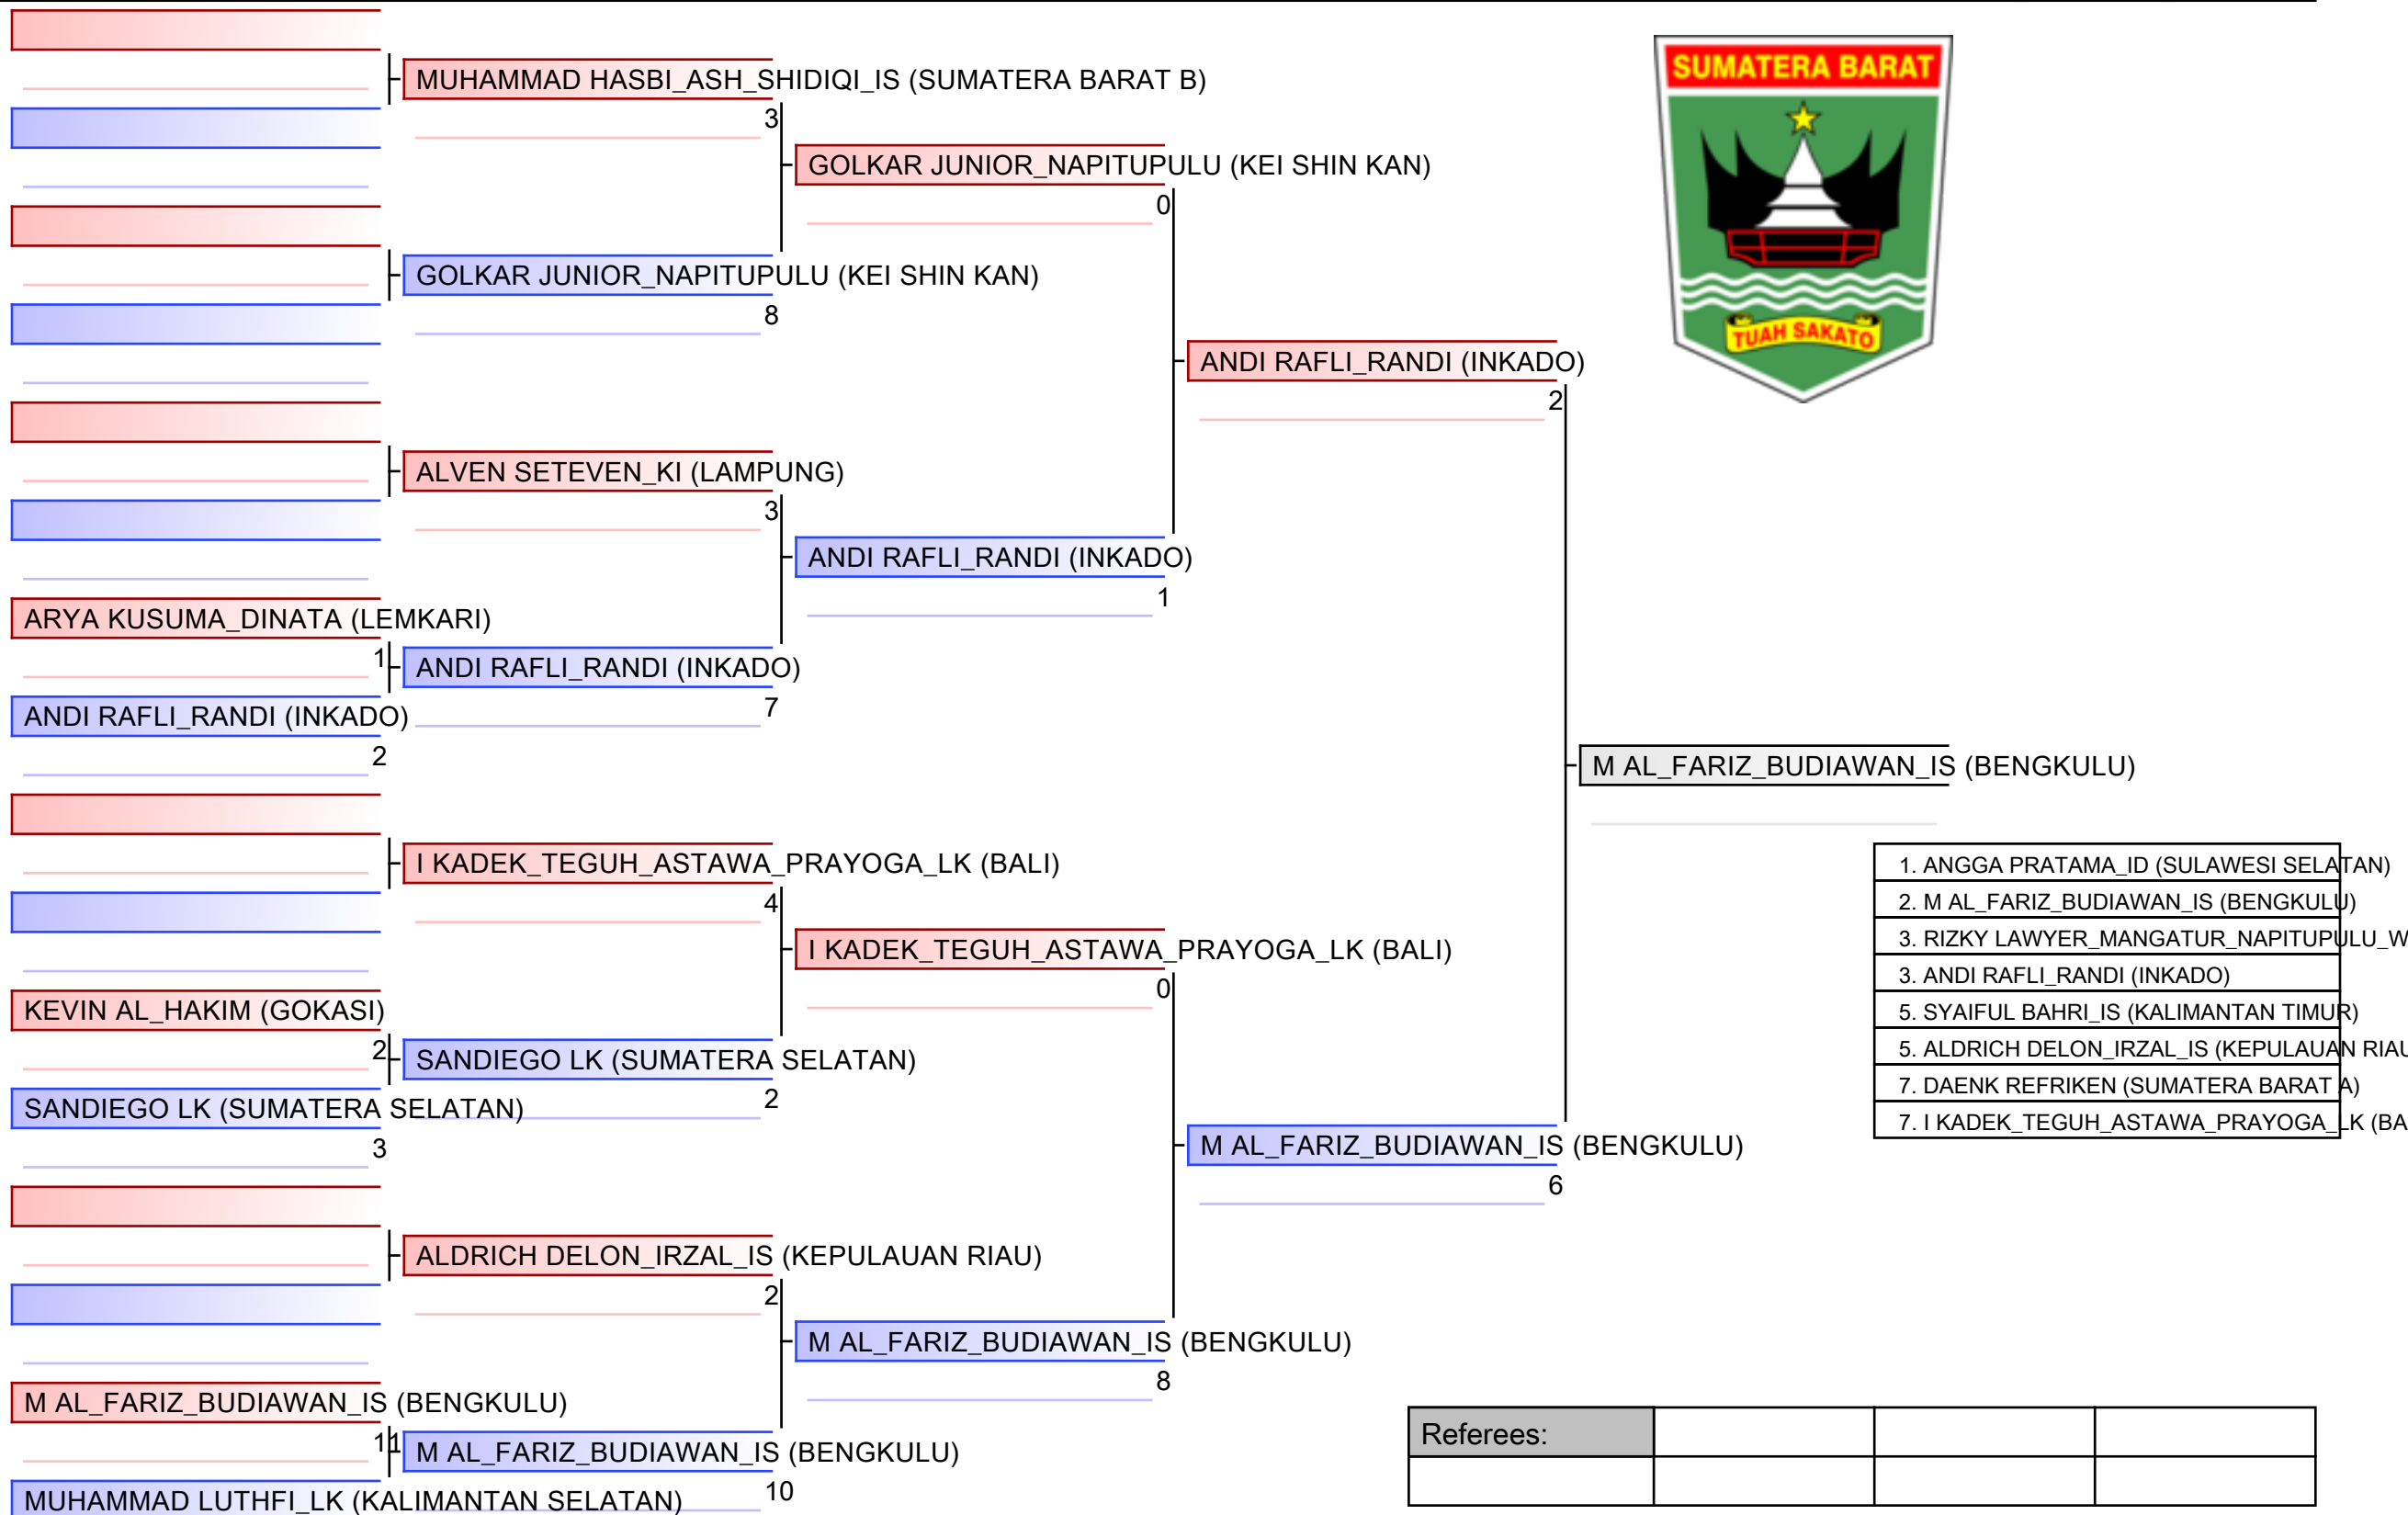 SUMATERA BARAT
TUAH SAKATO
MUHAMMAD HASBI_ASH_SHIDIQI_IS (SUMATERA BARAT B)
3
GOLKAR JUNIOR_NAPITUPULU (KEI SHIN KAN)
0
GOLKAR JUNIOR_NAPITUPULU (KEI SHIN KAN)
8
ANDI RAFLI_RANDI (INKADO)
2
ALVEN SETEVEN_KI (LAMPUNG)
3
ANDI RAFLI_RANDI (INKADO)
1
ARYA KUSUMA_DINATA (LEMKARI)
1
ANDI RAFLI_RANDI (INKADO)
7
ANDI RAFLI_RANDI (INKADO)
2
M AL_FARIZ_BUDIAWAN_IS (BENGKULU)
I KADEK_TEGUH_ASTAWA_PRAYOGA_LK (BALI)
4
I KADEK_TEGUH_ASTAWA_PRAYOGA_LK (BALI)
0
KEVIN AL_HAKIM (GOKASI)
2
SANDIEGO LK (SUMATERA SELATAN)
2
SANDIEGO LK (SUMATERA SELATAN)
3
M AL_FARIZ_BUDIAWAN_IS (BENGKULU)
6
ALDRICH DELON_IRZAL_IS (KEPULAUAN RIAU)
2
M AL_FARIZ_BUDIAWAN_IS (BENGKULU)
8
M AL_FARIZ_BUDIAWAN_IS (BENGKULU)
11
M AL_FARIZ_BUDIAWAN_IS (BENGKULU)
10
MUHAMMAD LUTHFI_LK (KALIMANTAN SELATAN)
1. ANGGA PRATAMA_ID (SULAWESI SELATAN)
2. M AL_FARIZ_BUDIAWAN_IS (BENGKULU)
3. RIZKY LAWYER_MANGATUR_NAPITUPULU_W
3. ANDI RAFLI_RANDI (INKADO)
5. SYAIFUL BAHRI_IS (KALIMANTAN TIMUR)
5. ALDRICH DELON_IRZAL_IS (KEPULAUAN RIAU
7. DAENK REFRIKEN (SUMATERA BARAT A)
7. I KADEK_TEGUH_ASTAWA_PRAYOGA_LK (BA
Referees: